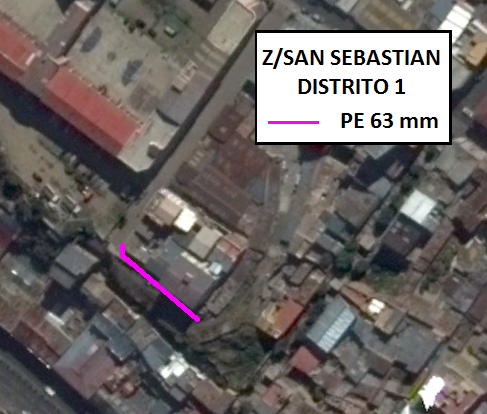 Z/SAN SEBASTIAN
DISTRITO 1
PE 63 mm